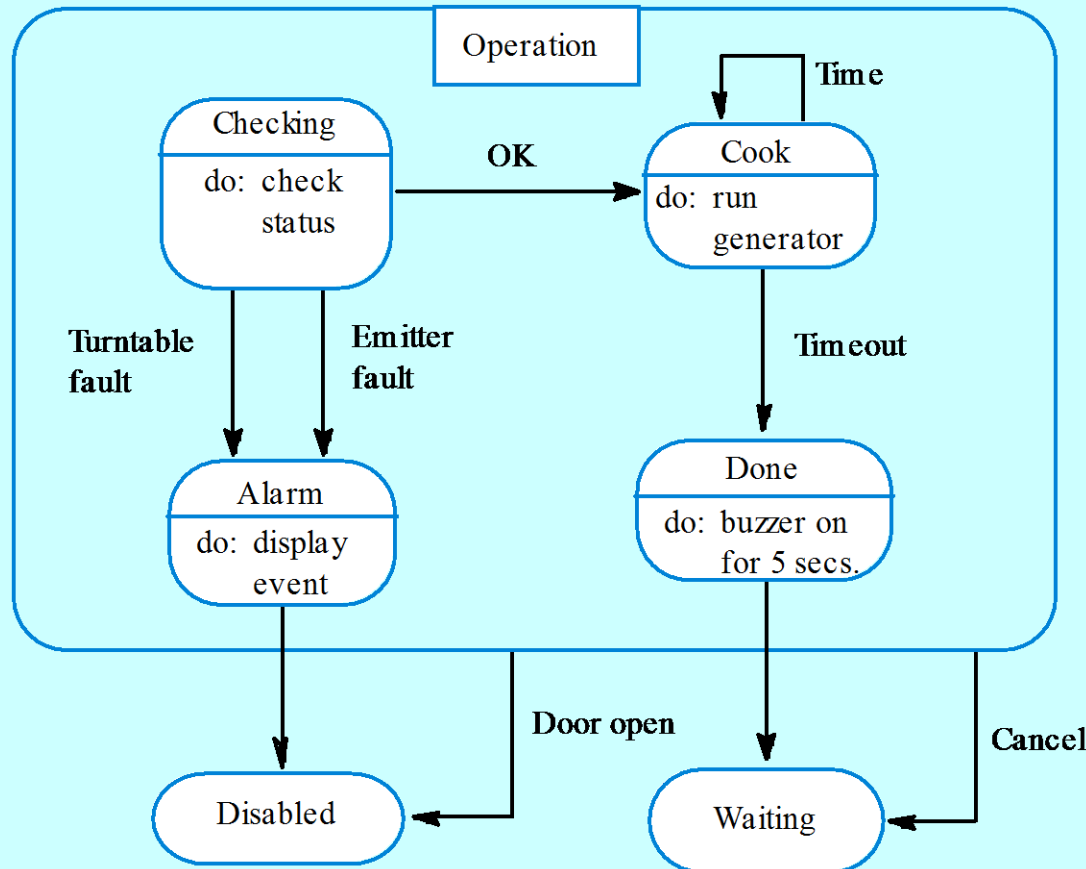 Operation
Time
Checking
do: check
status
OK
Cook
do: run
generator
Turntable
fault
Emitter
fault
Timeout
Alarm
do: display
event
Done
do: buzzer on
for 5 secs.
Door open
Cancel
Disabled
Waiting